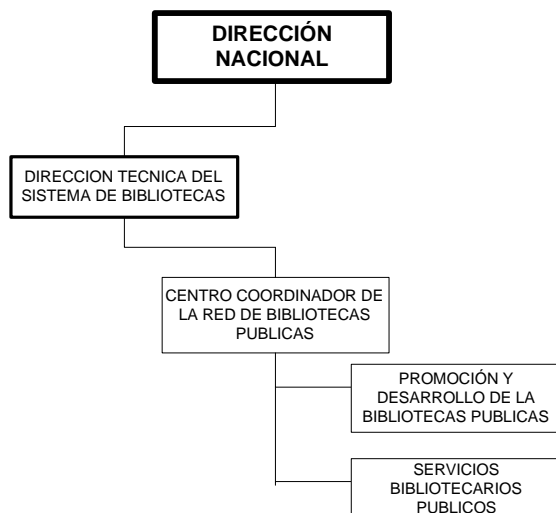 DIRECCIÓN
NACIONAL
DIRECCION TECNICA DEL
SISTEMA DE BIBLIOTECAS
CENTRO COORDINADOR DE
LA RED DE BIBLIOTECAS
PUBLICAS
PROMOCIÓN Y
DESARROLLO DE LA
BIBLIOTECAS PUBLICAS
SERVICIOS
BIBLIOTECARIOS
PUBLICOS